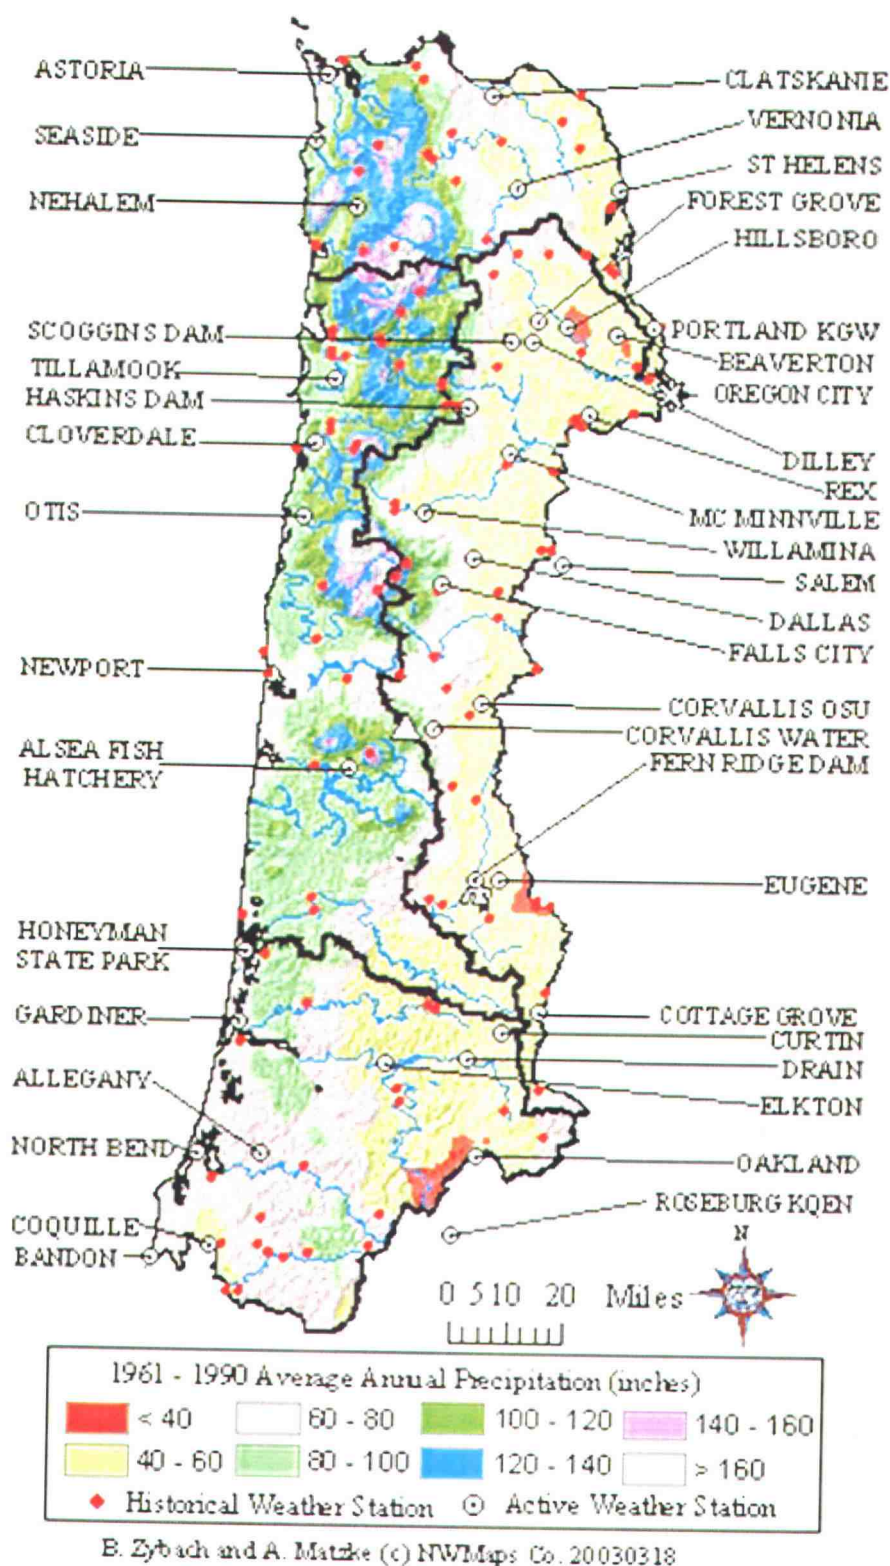 ASTORIA
SEASIDE
NEHALEM
SCOGGINS DAM
TILLAMOOK
HASKINS DAM
CLOVERDALE
OTIS
NEWPORT
ALSEA FISH
HATCHERY
HONEYMAN
STATE PARK
GARDINER
ALLEGANY
NORTH BEND
COQUILLE
BANDON
CLATSKANIE
VERNONIA
ST HELENS
FOREST GROVE
HILLSBORO
PORTLAND KGW
BEAVERTON
OREGON CITY
DILLEY
REX
MC MINNVILLE
WILLAMINA
SALEM
DALLAS
FALLS CITY
CORVALLIS OSU
CORVALLIS WATER
FERN RIDGE DAM
EUGENE
COTTAGE GROVE
CURTIN
DRAIN
ELKTON
OAKLAND
ROSEBURG KQEN
N
0 5 10 20 Miles
1961 - 1990 Average Annual Precipitation (inches)
< 40 60 - 80 100 - 120 140 - 160
40 - 60 80 - 100 120 - 140 > 160
Historical Weather Station Active Weather Station
B. Zybach and A. Matzke (c) NWMaps Co. 20030318